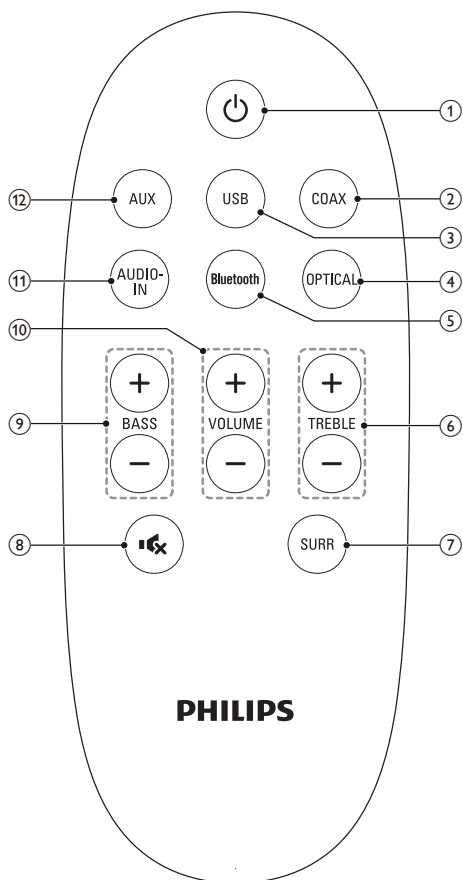 ①
⑫
AUX
USB
COAX
②
③
⑪
AUDIO-
IN
Bluetooth
OPTICAL
④
⑤
⑩
⑨
BASS
VOLUME
TREBLE
⑥
⑧
SURR
⑦
PHILIPS